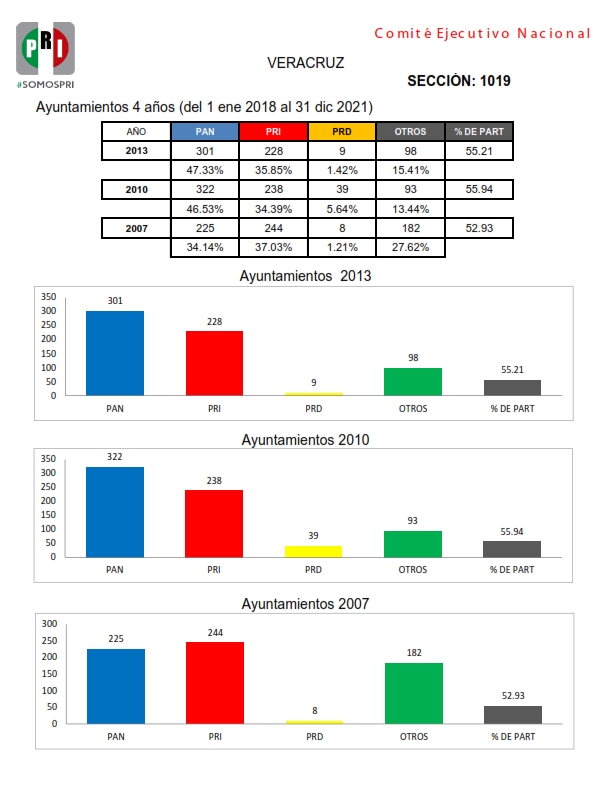 PRI
#SOMOSPRI
Comité Ejecutivo Nacional
VERACRUZ
SECCIÓN: 1019
Ayuntamientos 4 años (del 1 ene 2018 al 31 dic 2021)
AÑO PAN PRI PRD OTROS % DE PART
2013 301 228 9 98 55.21
47.33% 35.85% 1.42% 15.41%
2010 322 238 39 93 55.94
46.53% 34.39% 5.64% 13.44%
2007 225 244 8 182 52.93
34.14% 37.03% 1.21% 27.62%
Ayuntamientos 2013
350
300
250
200
150
100
50
0
301 228 9 98 55.21
PAN PRI PRD OTROS % DE PART
Ayuntamientos 2010
350
300
250
200
150
100
50
0
322 238 39 93 55.94
PAN PRI PRD OTROS % DE PART
Ayuntamientos 2007
300
250
200
150
100
50
0
225 244 8 182 52.93
PAN PRI PRD OTROS % DE PART